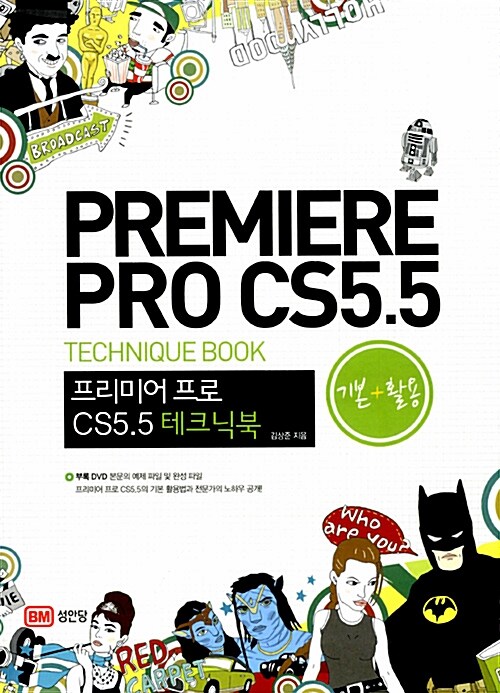 HOLLYWOOD
BROADCAST
PREMIERE
PRO CS5.5
TECHNIQUE BOOK
프리미어 프로
CS5.5 테크닉북
김상준 지음
기본+활용
부록 DVD 본문의 예제 파일 및 완성 파일
프리미어 프로 CS5.5의 기본 활용법과 전문가의 노하우 공개!
Who
are you?
BM 성안당
RED
CARPET